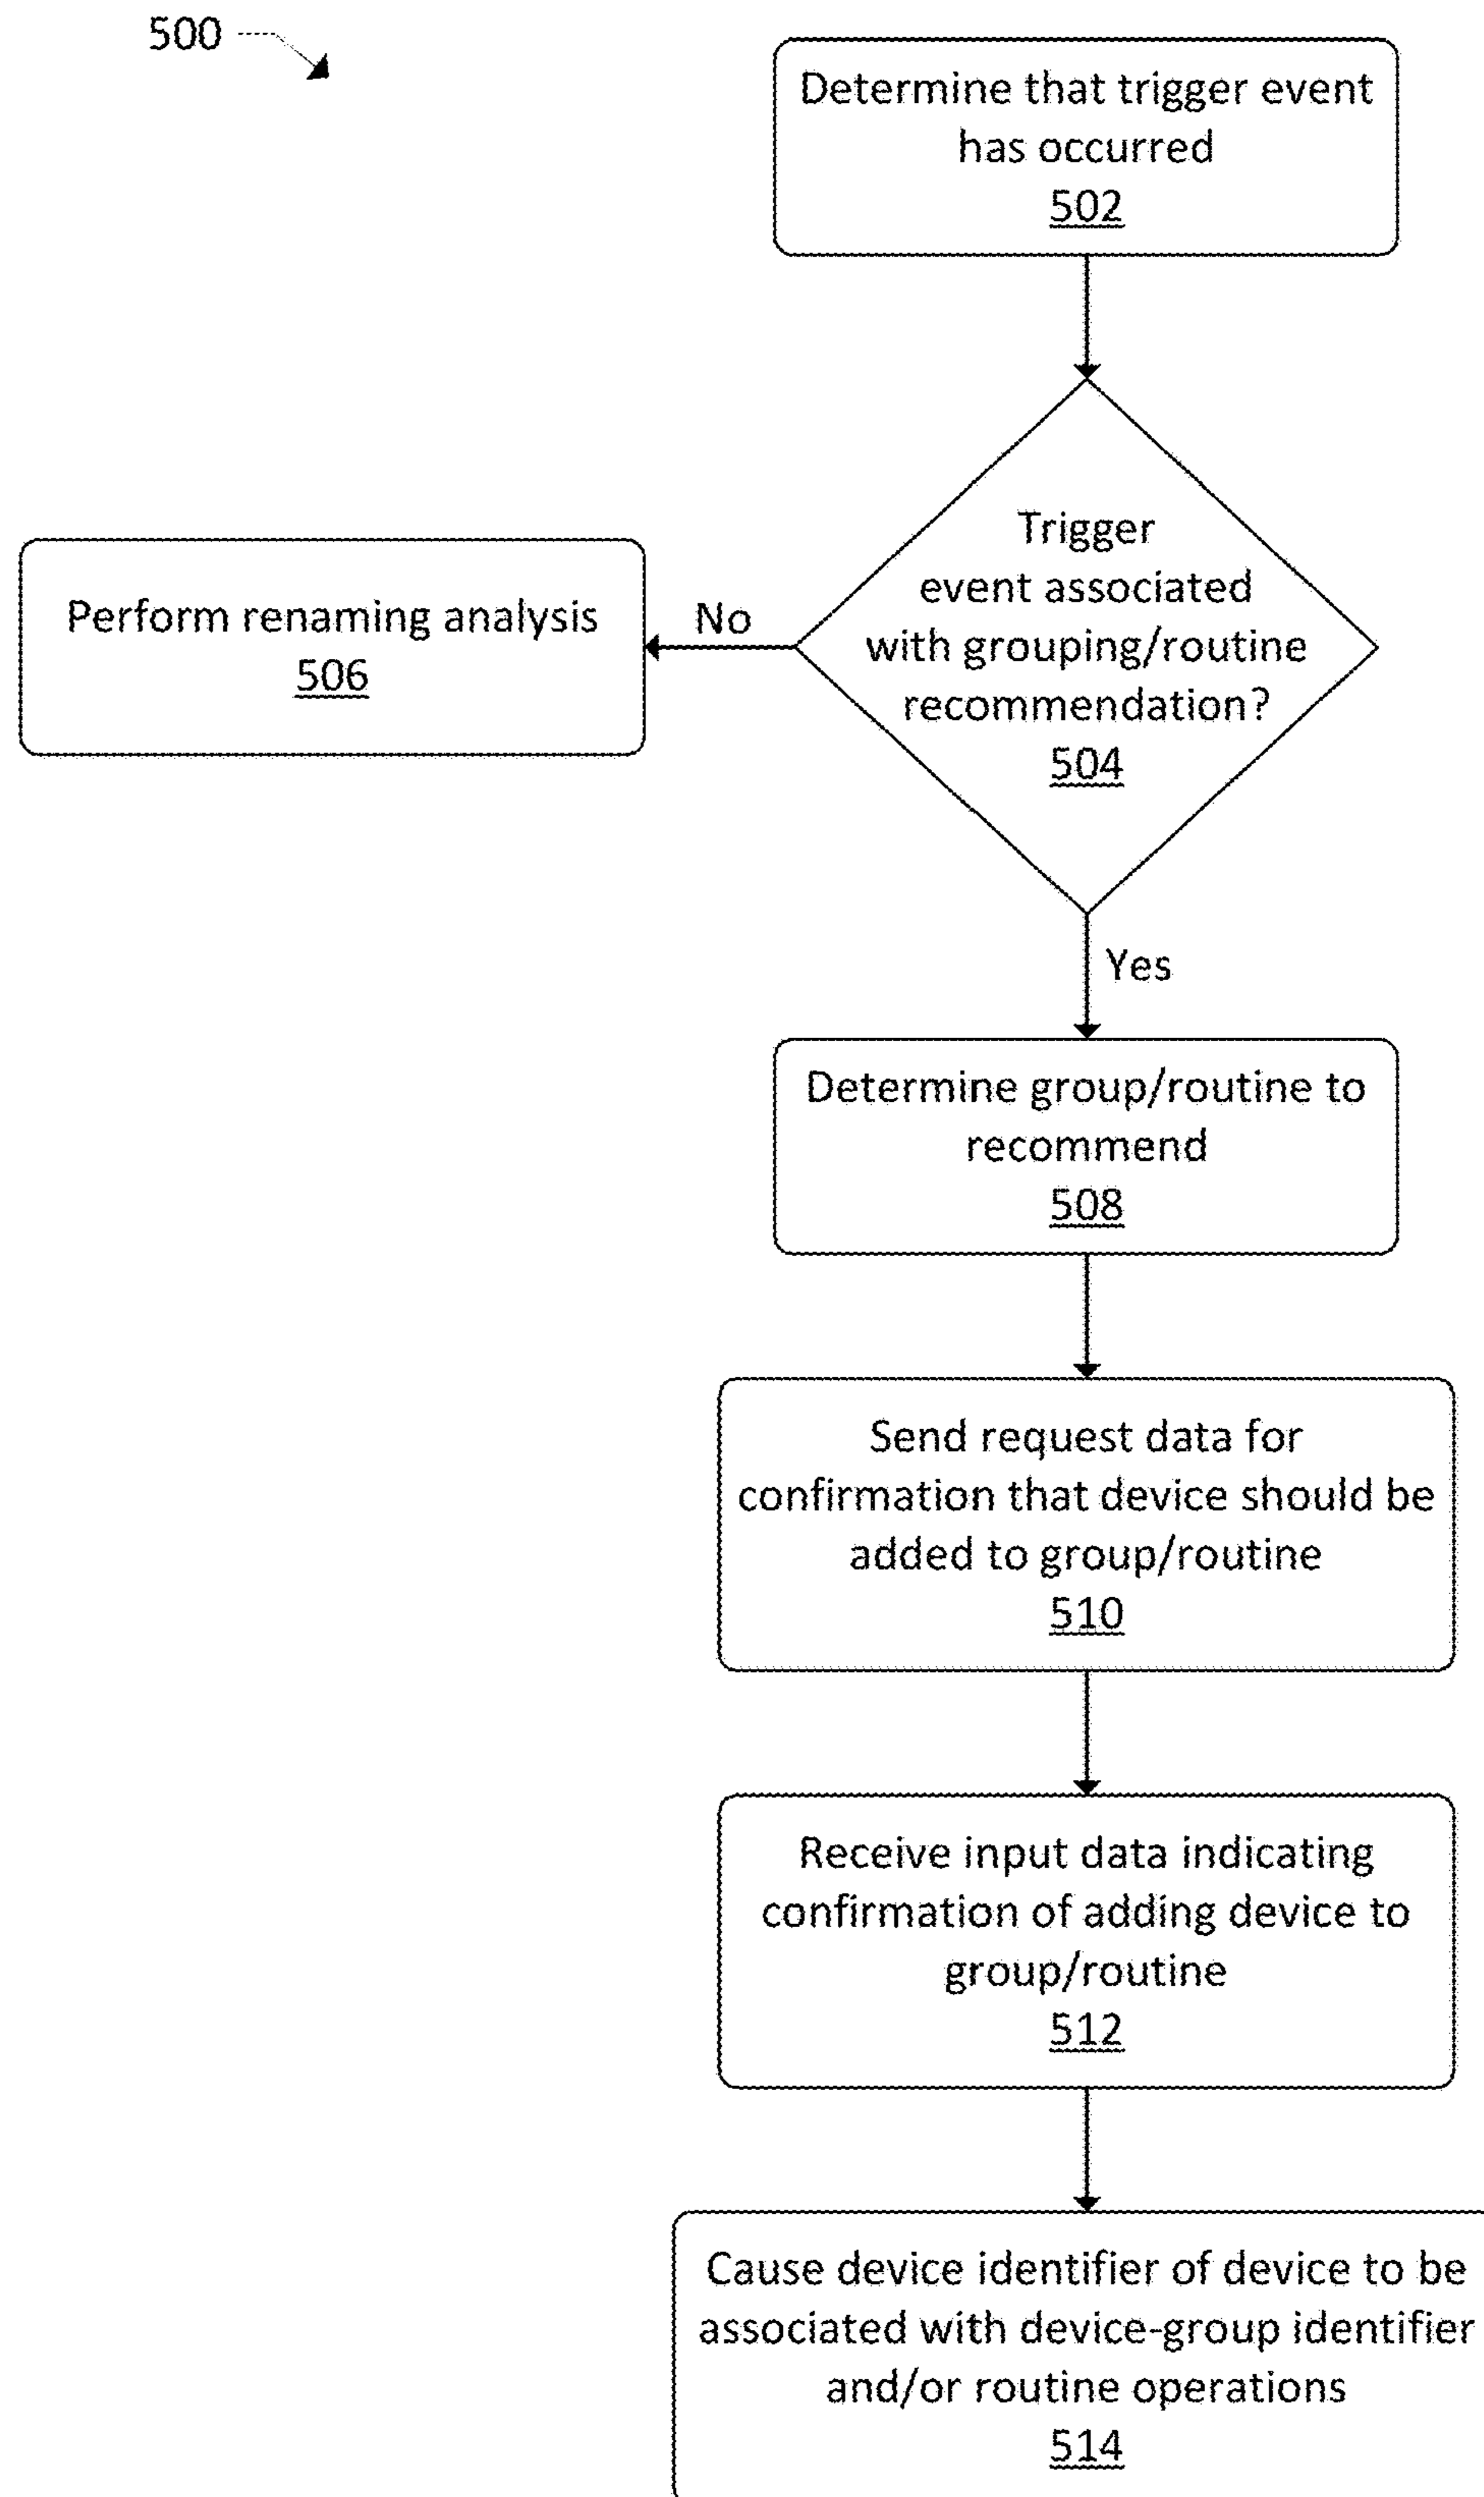 500
Determine that trigger event
has occurred
502
Trigger
event associated
with grouping/routine
recommendation?
504
No
Perform renaming analysis
506
Yes
Determine group/routine to
recommend
508
Send request data for
confirmation that device should be
added to group/routine
510
Receive input data indicating
confirmation of adding device to
group/routine
512
Cause device identifier of device to be
associated with device-group identifier
and/or routine operations
514